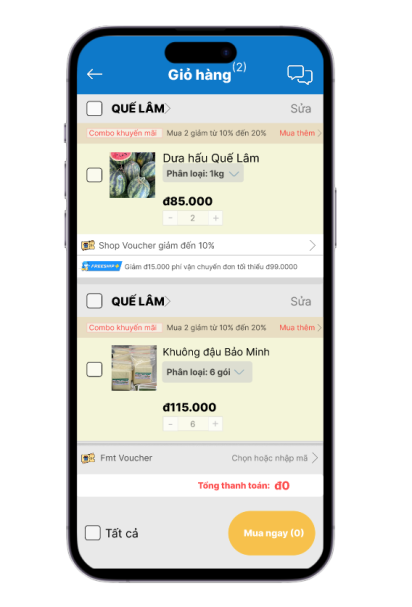 Giỏ hàng (2)
QUẾ LÂM
Sửa
Combo khuyến mãi Mua 2 giảm từ 10% đến 20% Mua thêm
Dưa hấu Quế Lâm
Phân loại: 1kg
đ85.000
- 2 +
Shop Voucher giảm đến 10%
FREESHIP Giảm đ15.000 phí vận chuyển đơn tối thiểu đ99.0000
QUẾ LÂM
Sửa
Combo khuyến mãi Mua 2 giảm từ 10% đến 20% Mua thêm
Khuông đậu Bảo Minh
Phân loại: 6 gói
đ115.000
- 6 +
Fmt Voucher Chọn hoặc nhập mã
Tổng thanh toán: đ0
Tất cả
Mua ngay (0)